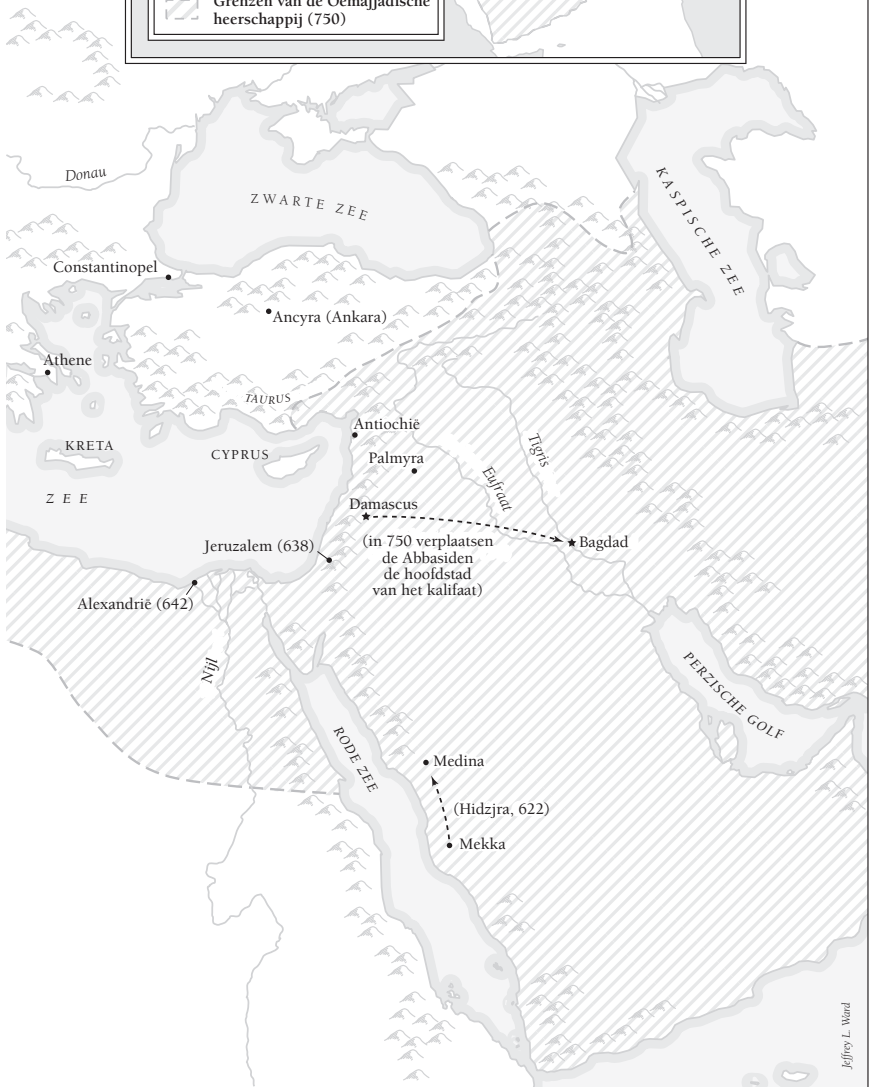 Grenzen van de Oemajjadische
heerschappij (750)
Donau
ZWARTE ZEE
KASPISCHE ZEE
Constantinopel
Ancyra (Ankara)
Athene
TAURUS
Antiochië
KRETA
CYPRUS
Palmyra
Tigris
Eufraat
ZEE
Damascus
Bagdad
Jeruzalem (638)
(in 750 verplaatsen
de Abbasiden
de hoofdstad
van het kalifaat)
Alexandrië (642)
Nijl
PERZISCHE GOLF
RODE ZEE
Medina
(Hidzjra, 622)
Mekka
Jeffrey L. Ward